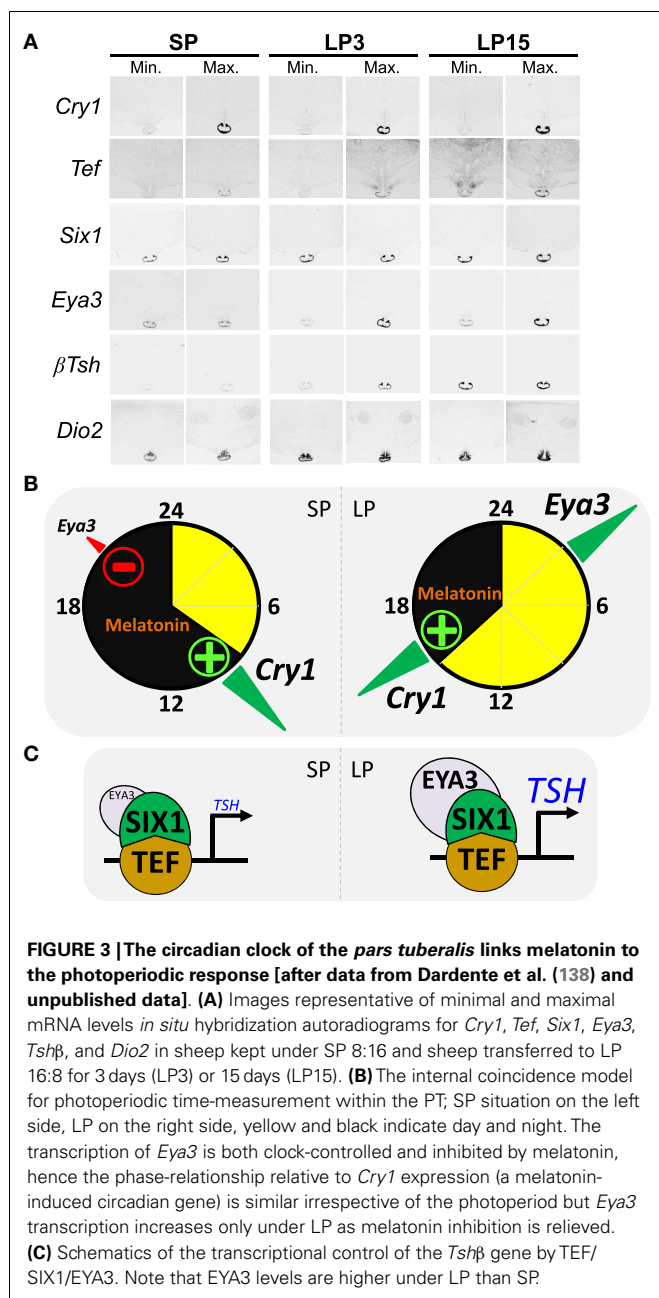 A
SP LP3 LP15
Min. Max. Min. Max. Min. Max.
Cry1
Tef
Six1
Eya3
βTsh
Dio2
B
SP LP
24 24
Eya3 Eya3
18 6 18 6
Melatonin Melatonin
Cry1 Cry1
12 12
C
SP LP
EYA3 TSH EYA3 TSH
SIX1 SIX1
TEF TEF
FIGURE 3 | The circadian clock of the pars tuberalis links melatonin to
the photoperiodic response [after data from Dardente et al. (138) and
unpublished data]. (A) Images representative of minimal and maximal
mRNA levels in situ hybridization autoradiograms for Cry1, Tef, Six1, Eya3,
Tshβ, and Dio2 in sheep kept under SP 8:16 and sheep transferred to LP
16:8 for 3 days (LP3) or 15 days (LP15). (B) The internal coincidence model
for photoperiodic time-measurement within the PT; SP situation on the left
side, LP on the right side, yellow and black indicate day and night. The
transcription of Eya3 is both clock-controlled and inhibited by melatonin,
hence the phase-relationship relative to Cry1 expression (a melatonin-
induced circadian gene) is similar irrespective of the photoperiod but Eya3
transcription increases only under LP as melatonin inhibition is relieved.
(C) Schematics of the transcriptional control of the Tshβ gene by TEF/
SIX1/EYA3. Note that EYA3 levels are higher under LP than SP.